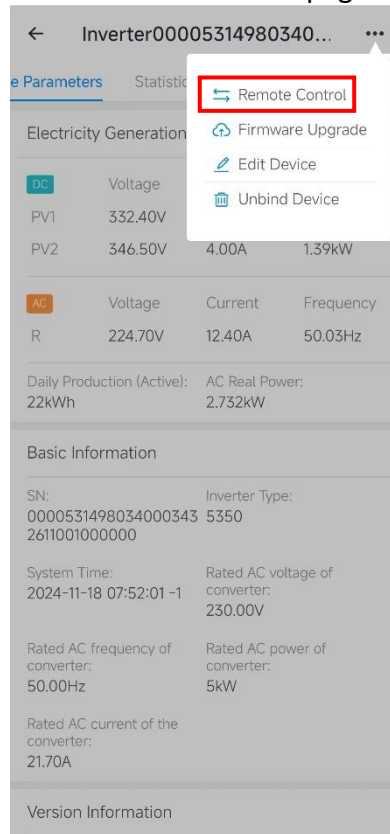 Inverter00005314980340... •••
e Parameters Statistic
Remote Control
Firmware Upgrade
Edit Device
Unbind Device
Electricity Generation
DC Voltage
PV1 332.40V
PV2 346.50V 4.00A 1.39kW
AC Voltage Current Frequency
R 224.70V 12.40A 50.03Hz
Daily Production (Active): AC Real Power:
22kWh 2.732kW
Basic Information
SN: Inverter Type:
0000531498034000343 5350
2611001000000
System Time: Rated AC voltage of
2024-11-18 07:52:01 -1 converter:
230.00V
Rated AC frequency of Rated AC power of
converter: converter:
50.00Hz 5kW
Rated AC current of the
converter:
21.70A
Version Information